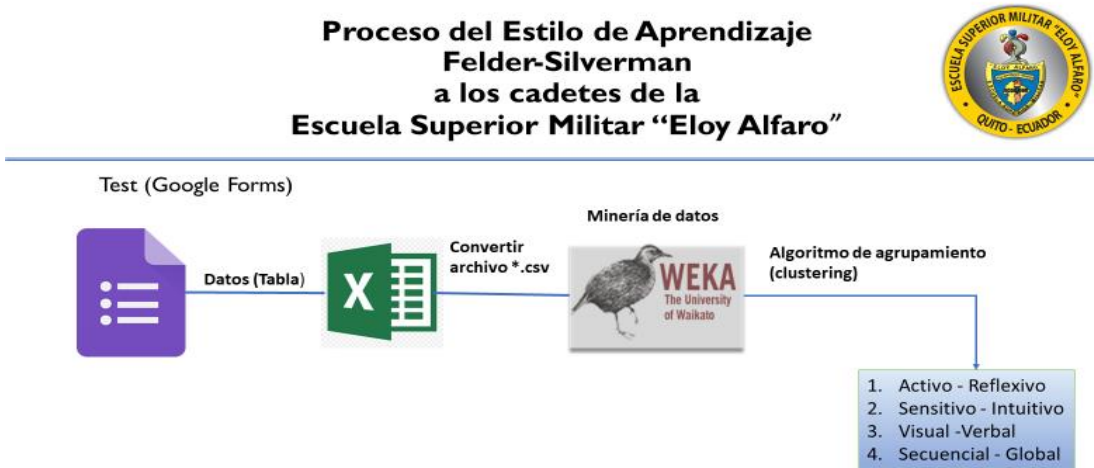 Proceso del Estilo de Aprendizaje
Felder-Silverman
a los cadetes de la
Escuela Superior Militar “Eloy Alfaro”
ESCUELA SUPERIOR MILITAR "ELOY ALFARO"
QUITO - ECUADOR
Test (Google Forms)
Datos (Tabla)
X
Convertir
archivo *.csv
Minería de datos
WEKA
The University
of Waikato
Algoritmo de agrupamiento
(clustering)
1. Activo - Reflexivo
2. Sensitivo - Intuitivo
3. Visual -Verbal
4. Secuencial - Global